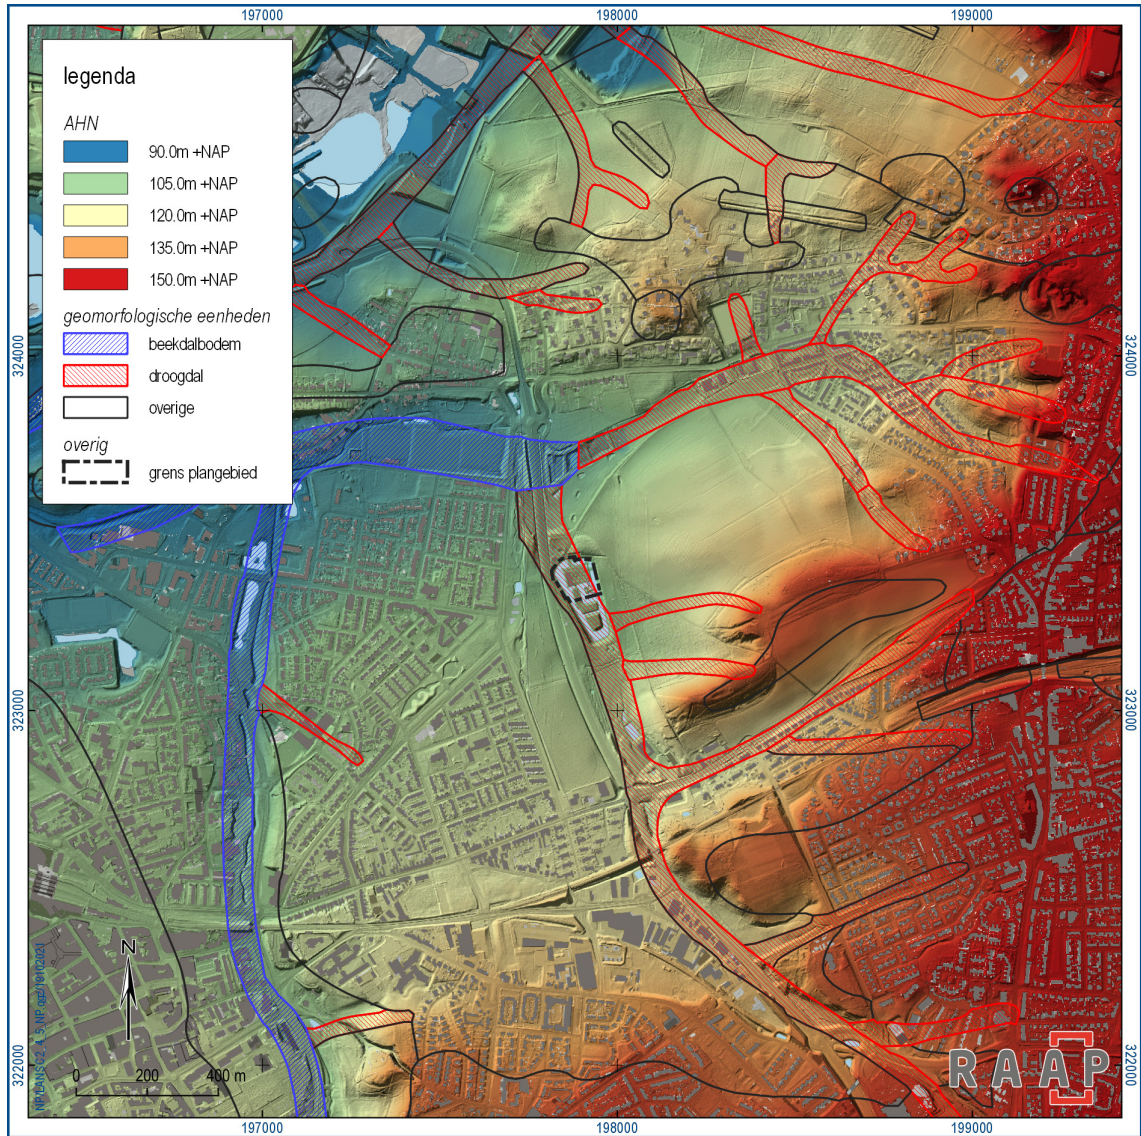 197000 198000 199000
legenda
AHN
90.0m +NAP
105.0m +NAP
120.0m +NAP
135.0m +NAP
150.0m +NAP
geomorfologische eenheden
beekdalbodem
droogdal
overige
overig
grens plangebied
324000 324000
323000 323000
322000 322000
N
0 200 400 m
RAAP
197000 198000 199000